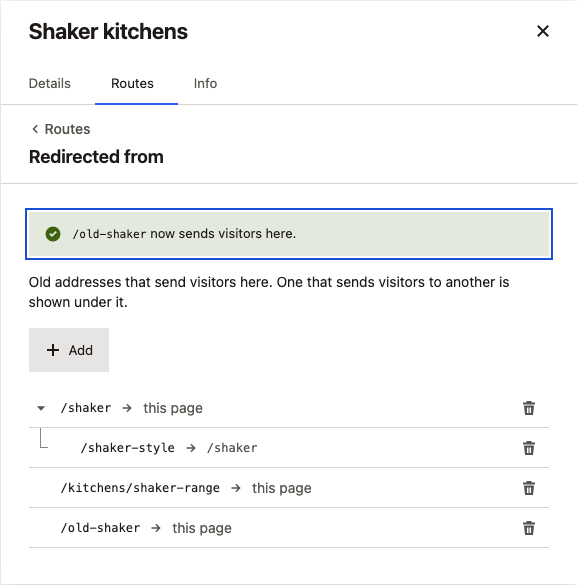 Shaker kitchens
Details Routes Info
Routes
Redirected from
/old-shaker now sends visitors here.
Old addresses that send visitors here. One that sends visitors to another is
shown under it.
Add
/shaker → this page
/shaker-style → /shaker
/kitchens/shaker-range → this page
/old-shaker → this page